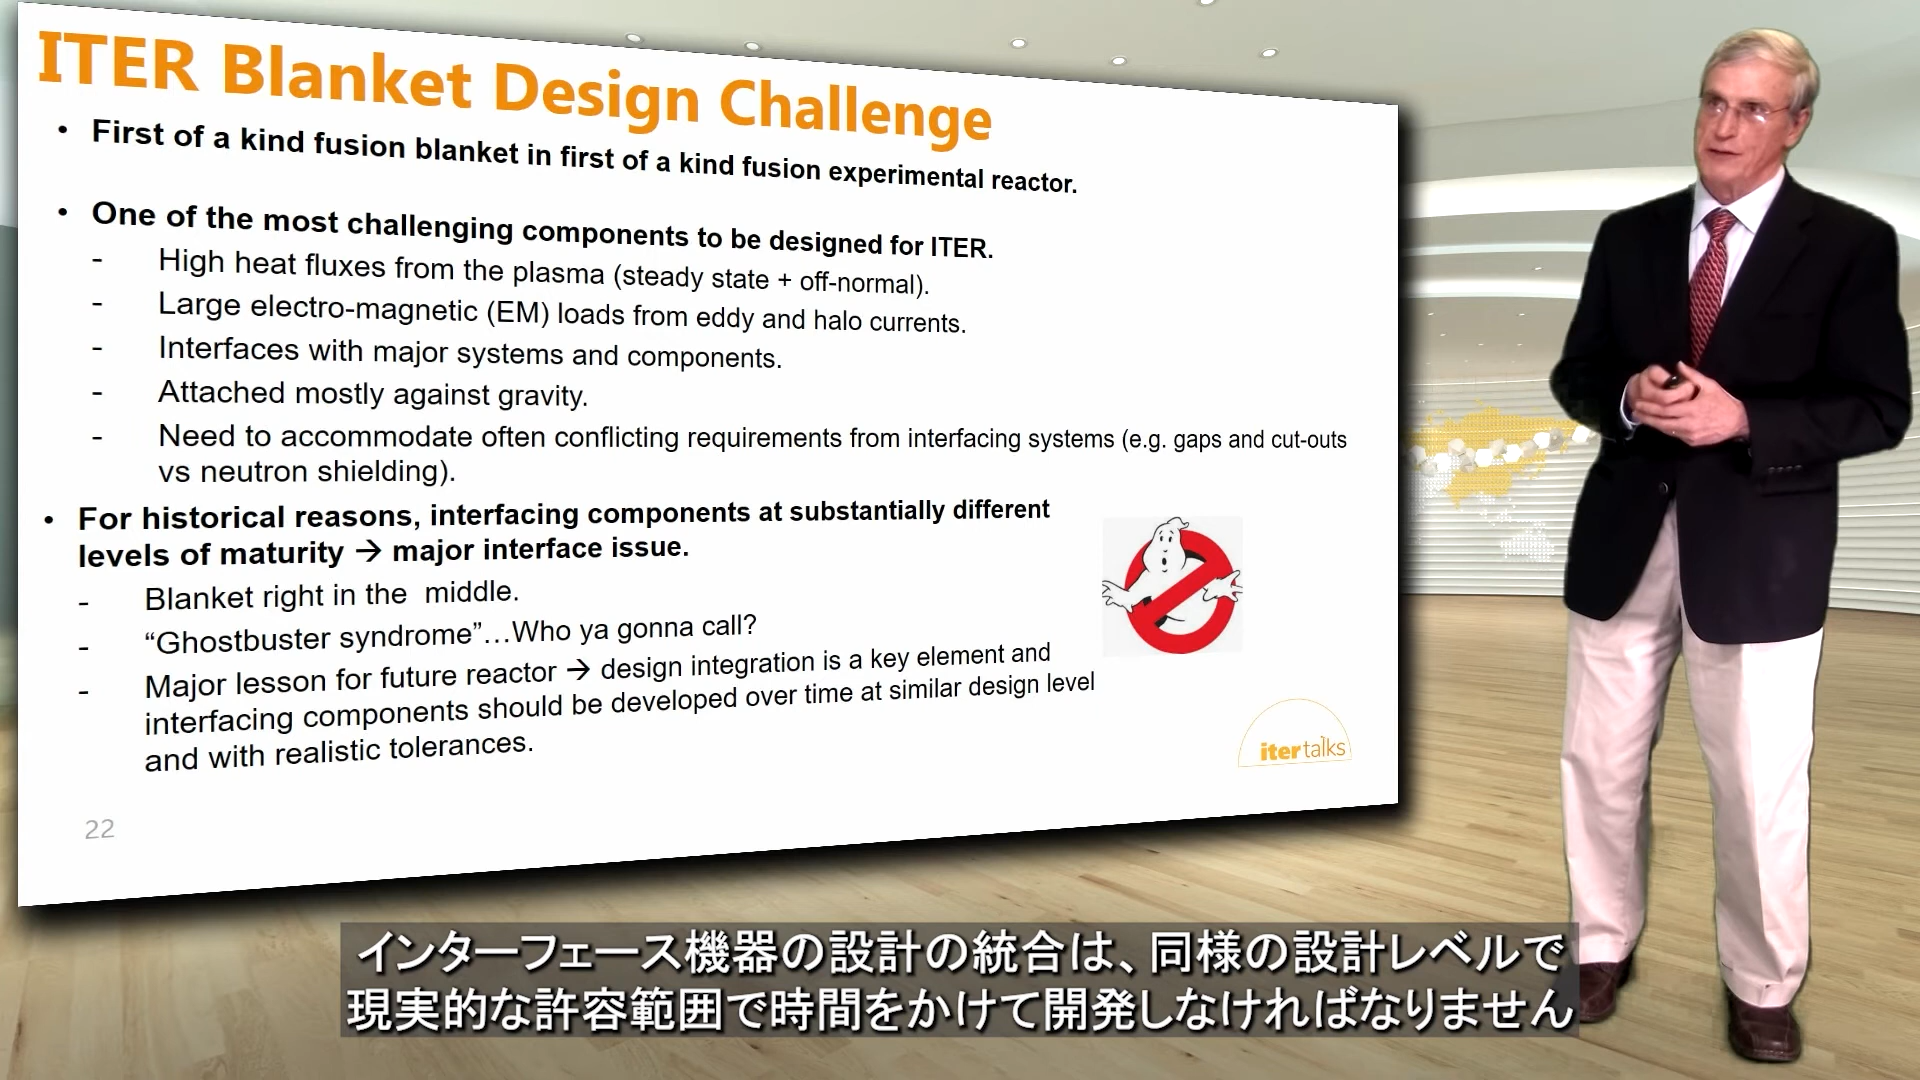 ITER Blanket Design Challenge
• First of a kind fusion blanket in first of a kind fusion experimental reactor.
• One of the most challenging components to be designed for ITER.
- High heat fluxes from the plasma (steady state + off-normal).
- Large electro-magnetic (EM) loads from eddy and halo currents.
- Interfaces with major systems and components.
- Attached mostly against gravity.
- Need to accommodate often conflicting requirements from interfacing systems (e.g. gaps and cut-outs
vs neutron shielding).
• For historical reasons, interfacing components at substantially different
levels of maturity → major interface issue.
- Blanket right in the  middle.
- “Ghostbuster syndrome”…Who ya gonna call?
- Major lesson for future reactor → design integration is a key element and
interfacing components should be developed over time at similar design level
and with realistic tolerances.
iter talks
22
インターフェース機器の設計の統合は、同様の設計レベルで
現実的な許容範囲で時間をかけて開発しなければなりません